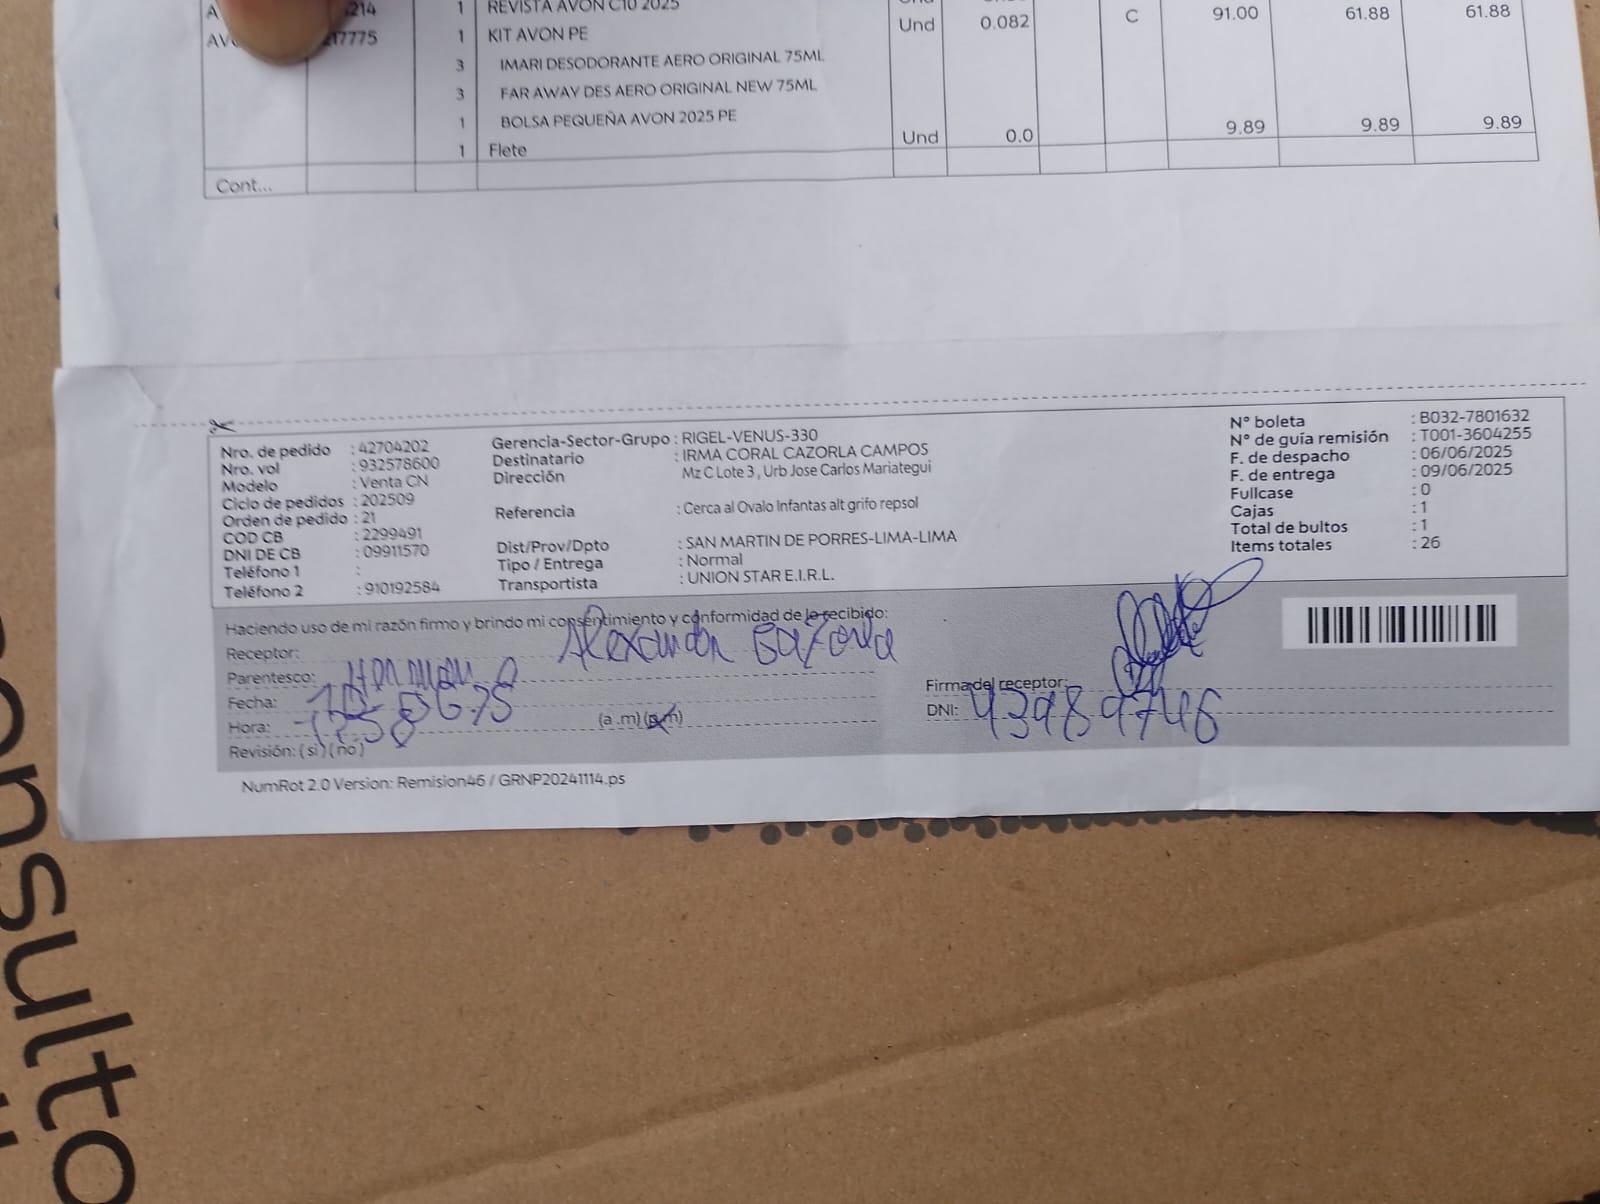 214 1 REVISTA AVON C10 2025
17775 1 KIT AVON PE Und 0.082 C 91.00 61.88 61.88
3 IMARI DESODORANTE AERO ORIGINAL 75ML
3 FAR AWAY DES AERO ORIGINAL NEW 75ML
1 BOLSA PEQUEÑA AVON 2025 PE
1 Flete Und 0.0 9.89 9.89 9.89
Cont...
Nro. de pedido : 42704202
Nro. vol : 932578600
Modelo : Venta CN
Ciclo de pedidos : 202509
Orden de pedido : 21
COD CB : 2299491
DNI DE CB : 09911570
Teléfono 1 :
Teléfono 2 : 910192584
Gerencia-Sector-Grupo : RIGEL-VENUS-330
Destinatario : IRMA CORAL CAZORLA CAMPOS
Dirección Mz C Lote 3 , Urb Jose Carlos Mariategui
Referencia : Cerca al Ovalo Infantas alt grifo repsol
Dist/Prov/Dpto : SAN MARTIN DE PORRES-LIMA-LIMA
Tipo / Entrega : Normal
Transportista : UNION STAR E.I.R.L.
N° boleta : B032-7801632
N° de guía remisión : T001-3604255
F. de despacho : 06/06/2025
F. de entrega : 09/06/2025
Fullcase : 0
Cajas : 1
Total de bultos : 1
Items totales : 26
Haciendo uso de mi razón firmo y brindo mi consentimiento y conformidad de lo recibido:
Receptor: Alexander Cazorla
Parentesco:
Fecha:
Hora: (a .m) (p.m)
Revisión: ( si ) ( no )
Firma del receptor:
DNI: 43989746
NumRot 2.0 Version: Remision46 / GRNP20241114.ps
onsulto